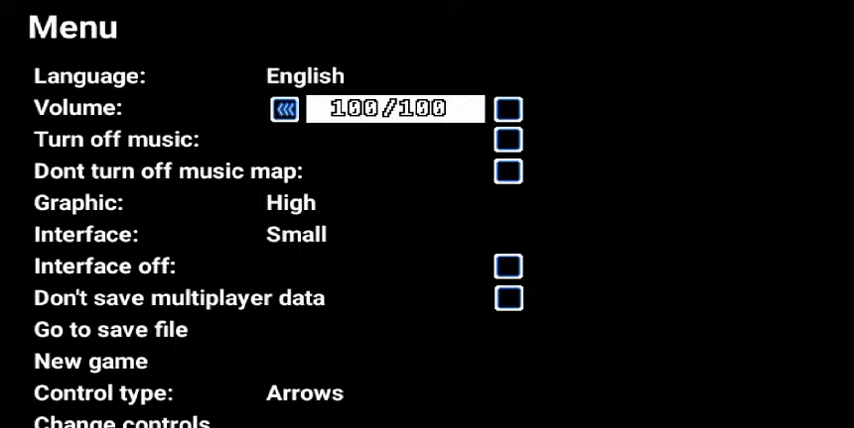 Menu
Language: English
Volume: 100/100
Turn off music:
Dont turn off music map:
Graphic: High
Interface: Small
Interface off:
Don't save multiplayer data
Go to save file
New game
Control type: Arrows
Change controls